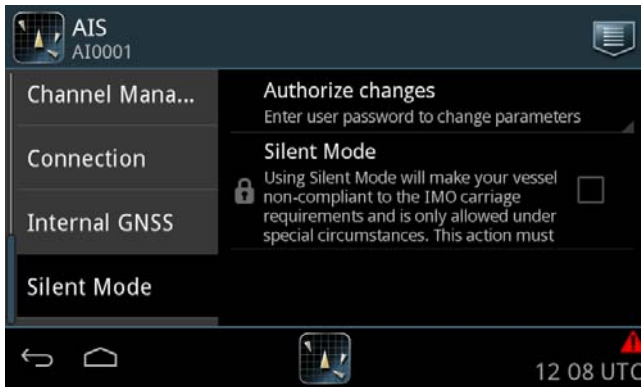 AIS
AI0001
Channel Mana...
Connection
Internal GNSS
Silent Mode
Authorize changes
Enter user password to change parameters
Silent Mode
Using Silent Mode will make your vessel
non-compliant to the IMO carriage
requirements and is only allowed under
special circumstances. This action must
12 08 UTC